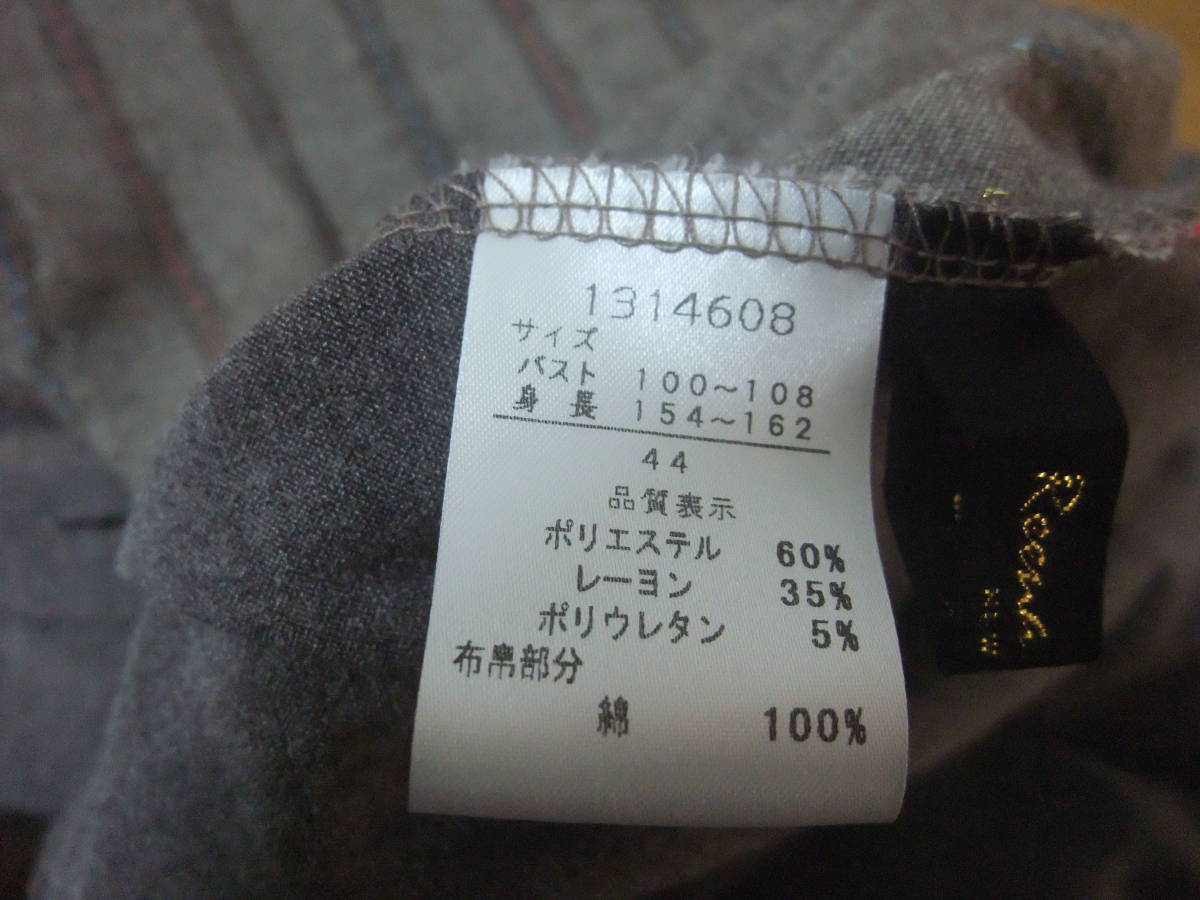 1314608
サイズ
バスト 100~108
身長 154~162
44
品質表示
ポリエステル 60%
レーヨン 35%
ポリウレタン 5%
布帛部分
綿 100%